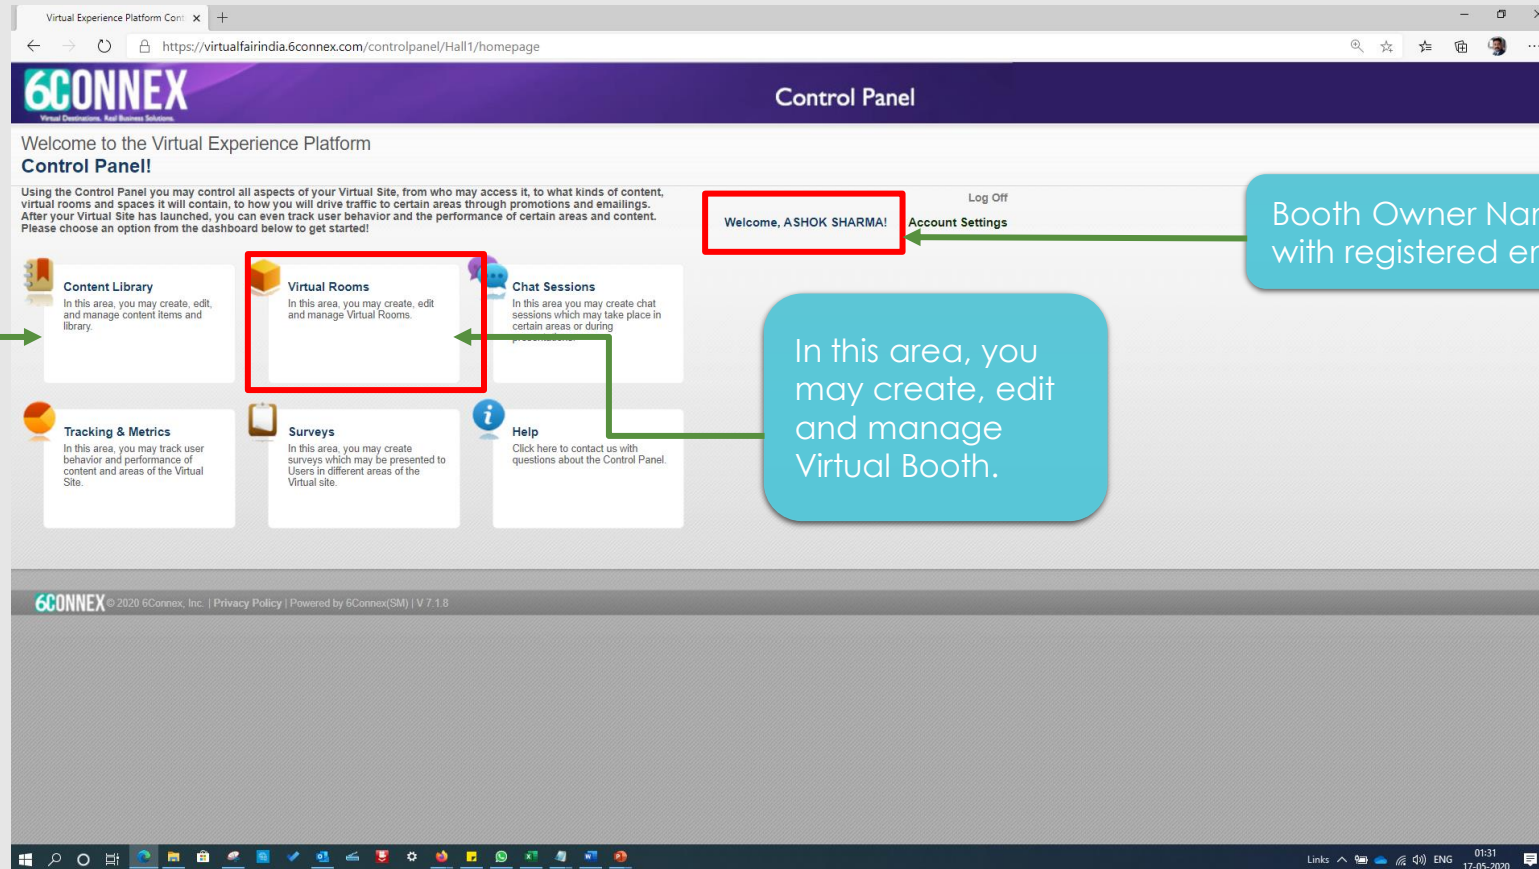 Virtual Experience Platform Cont
https://virtualfairindia.6connex.com/controlpanel/Hall1/homepage
6CONNEX
Virtual Destinations. Real Business Solutions.
Control Panel
Welcome to the Virtual Experience Platform
Control Panel!
Using the Control Panel you may control all aspects of your Virtual Site, from who may access it, to what kinds of content,
virtual rooms and spaces it will contain, to how you will drive traffic to certain areas through promotions and emailings.
After your Virtual Site has launched, you can even track user behavior and the performance of certain areas and content.
Please choose an option from the dashboard below to get started!
Log Off
Welcome, ASHOK SHARMA!
Account Settings
Booth Owner Nar
with registered er
Content Library
In this area, you may create, edit,
and manage content items and
library.
Virtual Rooms
In this area, you may create, edit
and manage Virtual Rooms.
Chat Sessions
In this area you may create chat
sessions which may take place in
certain areas or during
presentations.
In this area, you
may create, edit
and manage
Virtual Booth.
Tracking & Metrics
In this area, you may track user
behavior and performance of
content and areas of the Virtual
Site.
Surveys
In this area, you may create
surveys which may be presented to
Users in different areas of the
Virtual site.
Help
Click here to contact us with
questions about the Control Panel.
6CONNEX © 2020 6Connex, Inc. | Privacy Policy | Powered by 6Connex(SM) | V 7.1.8
Links
ENG
01:31
17-05-2020